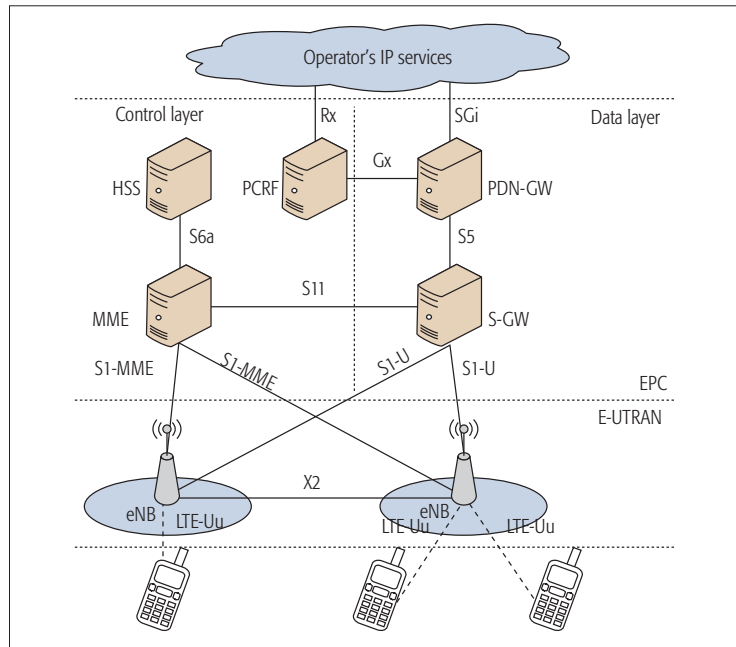 Operator's IP services
Control layer
Rx
SGi
Data layer
Gx
HSS
PCRF
PDN-GW
S6a
S5
S11
MME
S-GW
S1-MME
S1-MME
S1-U
S1-U
EPC
E-UTRAN
X2
eNB
LTE-Uu
eNB
LTE-Uu
LTE-Uu